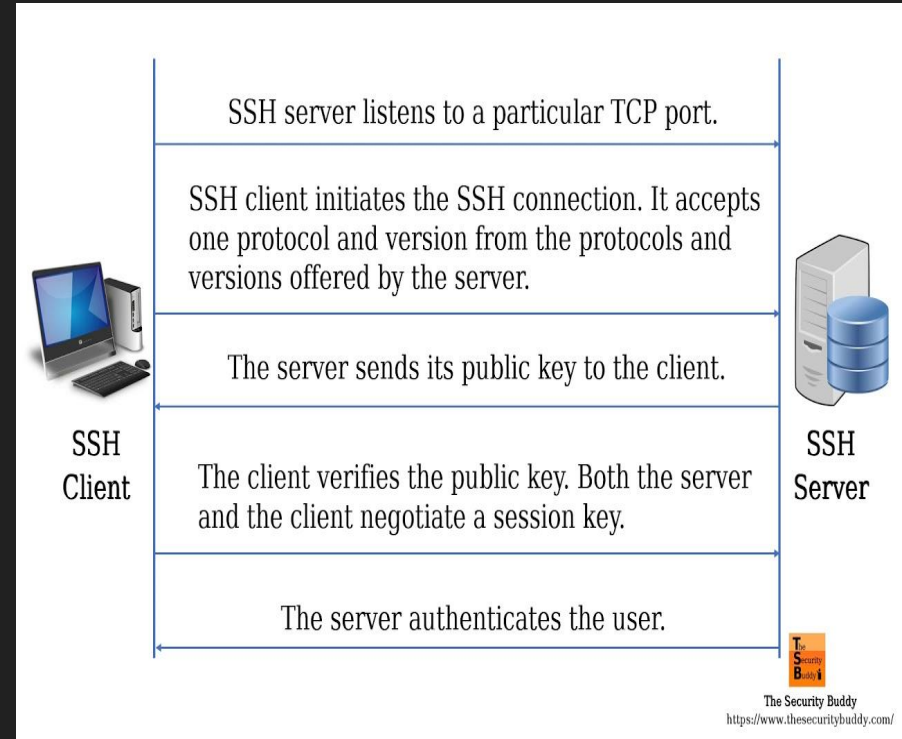 SSH server listens to a particular TCP port.
SSH client initiates the SSH connection. It accepts
one protocol and version from the protocols and
versions offered by the server.
The server sends its public key to the client.
SSH
Client
SSH
Server
The client verifies the public key. Both the server
and the client negotiate a session key.
The server authenticates the user.
The
Security
Buddy
The Security Buddy
https://www.thesecuritybuddy.com/